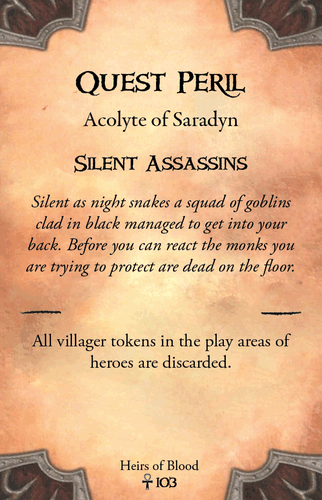 Quest Peril
Acolyte of Saradyn
Silent Assassins
Silent as night snakes a squad of goblins
clad in black managed to get into your
back. Before you can react the monks you
are trying to protect are dead on the floor.
All villager tokens in the play areas of
heroes are discarded.
Heirs of Blood
103